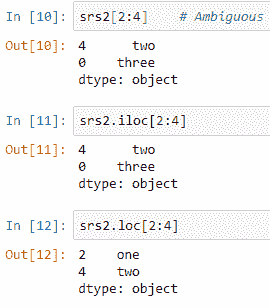 In [10]: srs2[2:4]    # Ambiguous
Out[10]: 4      two
0    three
dtype: object
In [11]: srs2.iloc[2:4]
Out[11]: 4      two
0    three
dtype: object
In [12]: srs2.loc[2:4]
Out[12]: 2    one
4    two
dtype: object